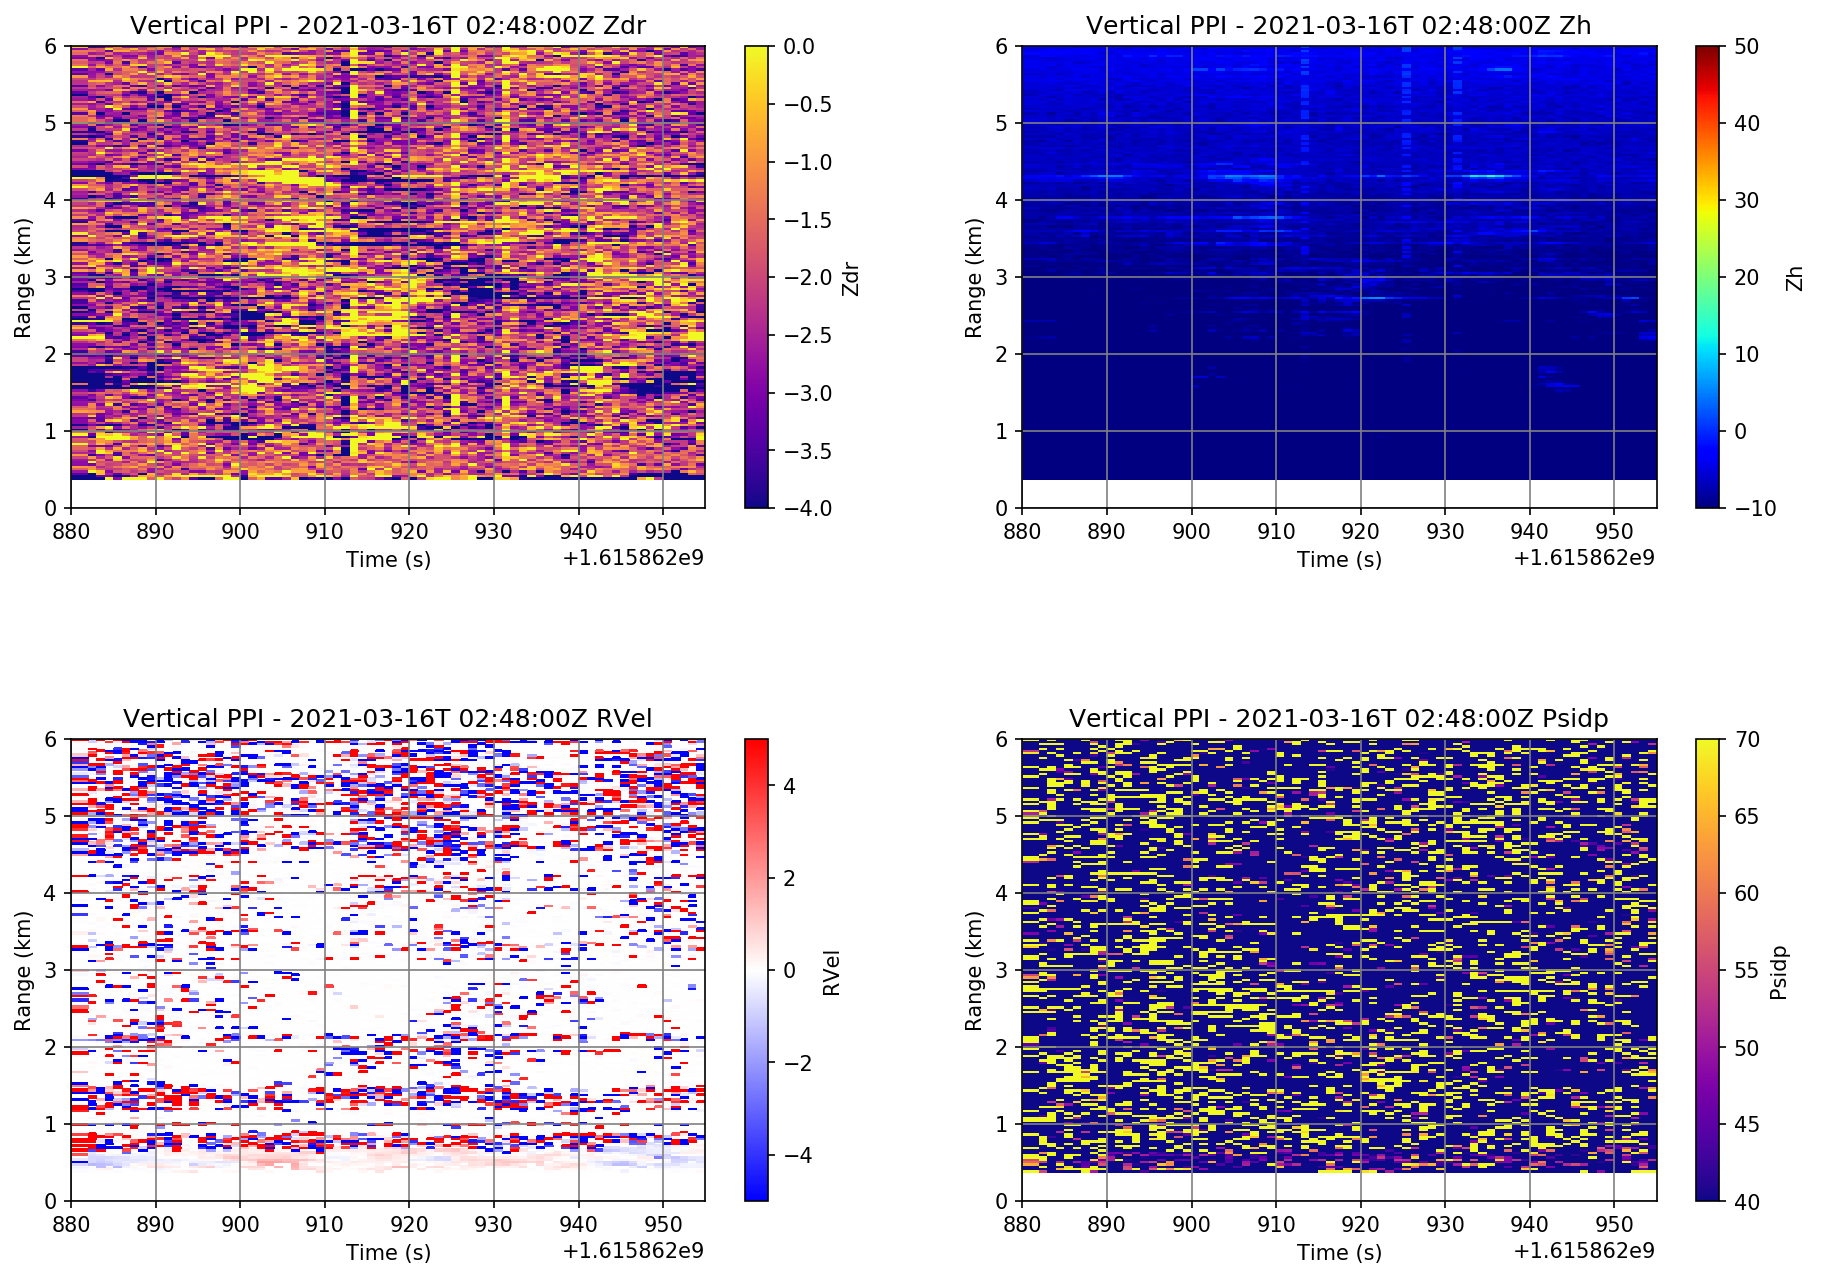 Vertical PPI - 2021-03-16T 02:48:00Z Zdr
6
5
4
3
2
1
0
Range (km)
880 890 900 910 920 930 940 950
Time (s)
+1.615862e9
0.0
−0.5
−1.0
−1.5
−2.0
−2.5
−3.0
−3.5
−4.0
Zdr
Vertical PPI - 2021-03-16T 02:48:00Z Zh
6
5
4
3
2
1
0
Range (km)
880 890 900 910 920 930 940 950
Time (s)
+1.615862e9
50
40
30
20
10
0
−10
Zh
Vertical PPI - 2021-03-16T 02:48:00Z RVel
6
5
4
3
2
1
0
Range (km)
880 890 900 910 920 930 940 950
Time (s)
+1.615862e9
4
2
0
−2
−4
RVel
Vertical PPI - 2021-03-16T 02:48:00Z Psidp
6
5
4
3
2
1
0
Range (km)
880 890 900 910 920 930 940 950
Time (s)
+1.615862e9
70
65
60
55
50
45
40
Psidp